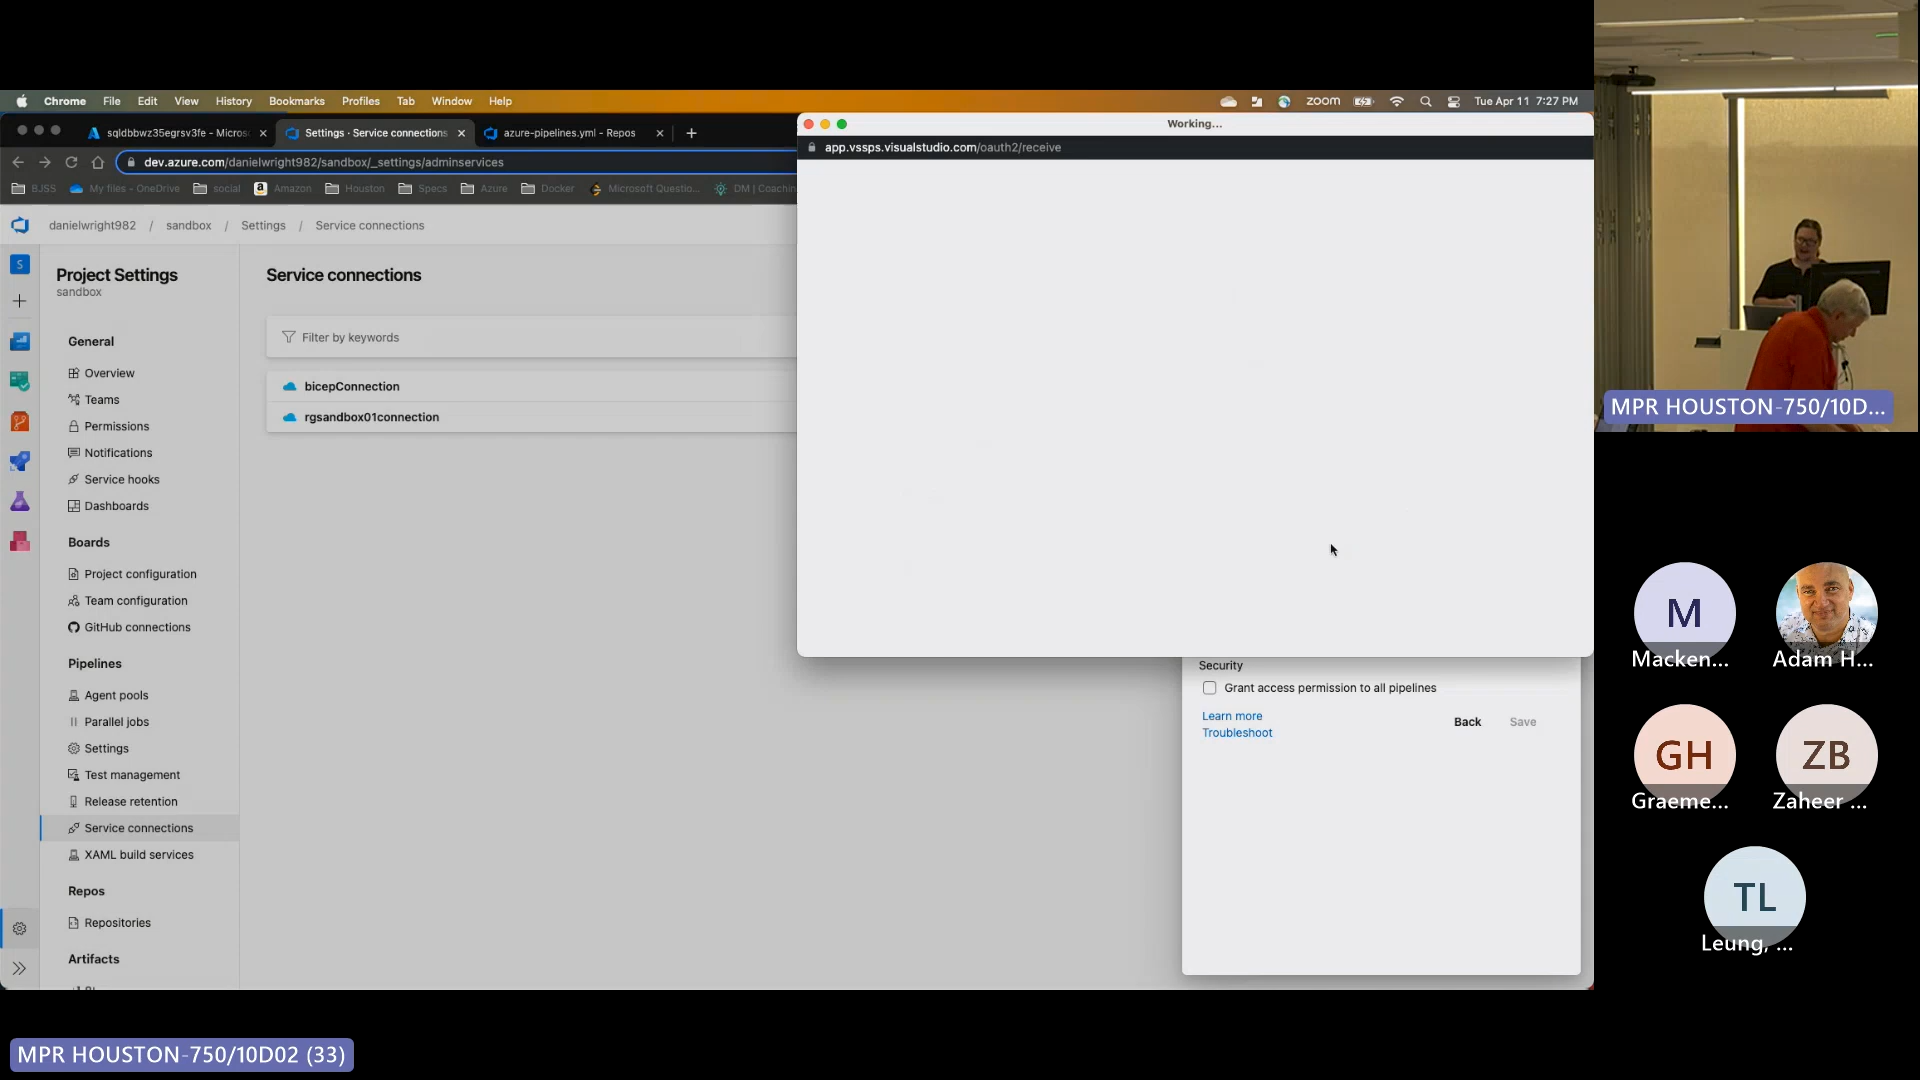 Chrome File Edit View History Bookmarks Profiles Tab Window Help
zoom
Tue Apr 11 7:27 PM
sqldbbwz35egrsv3fe - Micros
Settings · Service connections
azure-pipelines.yml - Repos
dev.azure.com/danielwright982/sandbox/_settings/adminservices
BJSS
My files - OneDrive
social
Amazon
Houston
Specs
Azure
Docker
Microsoft Questio...
DM | Coachin
Working...
app.vssps.visualstudio.com/oauth2/receive
danielwright982 / sandbox / Settings / Service connections
S
Project Settings
sandbox
General
Overview
Teams
Permissions
Notifications
Service hooks
Dashboards
Boards
Project configuration
Team configuration
GitHub connections
Pipelines
Agent pools
Parallel jobs
Settings
Test management
Release retention
Service connections
XAML build services
Repos
Repositories
Artifacts
Service connections
Filter by keywords
bicepConnection
rgsandbox01connection
Security
Grant access permission to all pipelines
Learn more
Troubleshoot
Back
Save
MPR HOUSTON-750/10D...
M
Macken...
Adam H...
GH
Graeme...
ZB
Zaheer ...
TL
Leung, ...
MPR HOUSTON-750/10D02 (33)